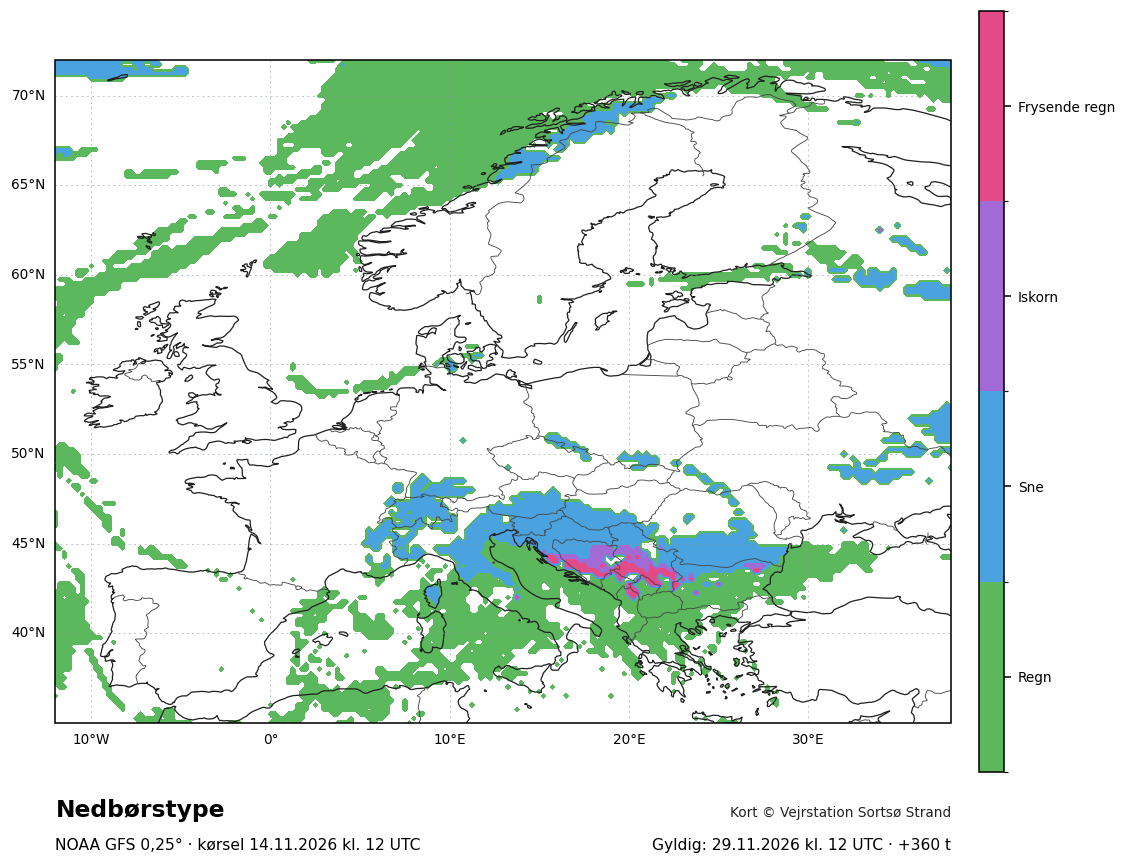 70°N
65°N
60°N
55°N
50°N
45°N
40°N
10°W
0°
10°E
20°E
30°E
Frysende regn
Iskorn
Sne
Regn
Nedbørstype
Kort © Vejrstation Sortsø Strand
NOAA GFS 0,25° · kørsel 14.11.2026 kl. 12 UTC
Gyldig: 29.11.2026 kl. 12 UTC · +360 t